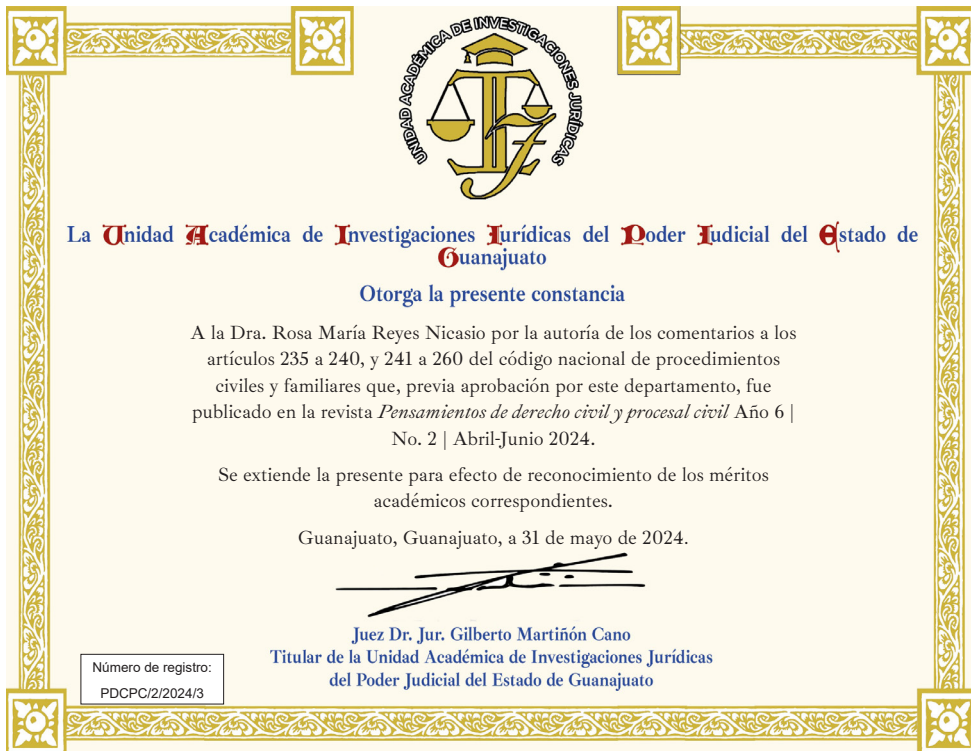 UNIDAD ACADÉMICA DE INVESTIGACIONES JURÍDICAS
La Unidad Académica de Investigaciones Jurídicas del Poder Judicial del Estado de
Guanajuato
Otorga la presente constancia
A la Dra. Rosa María Reyes Nicasio por la autoría de los comentarios a los
artículos 235 a 240, y 241 a 260 del código nacional de procedimientos
civiles y familiares que, previa aprobación por este departamento, fue
publicado en la revista Pensamientos de derecho civil y procesal civil Año 6 |
No. 2 | Abril-Junio 2024.
Se extiende la presente para efecto de reconocimiento de los méritos
académicos correspondientes.
Guanajuato, Guanajuato, a 31 de mayo de 2024.
Juez Dr. Jur. Gilberto Martiñón Cano
Titular de la Unidad Académica de Investigaciones Jurídicas
del Poder Judicial del Estado de Guanajuato
Número de registro:
PDCPC/2/2024/3